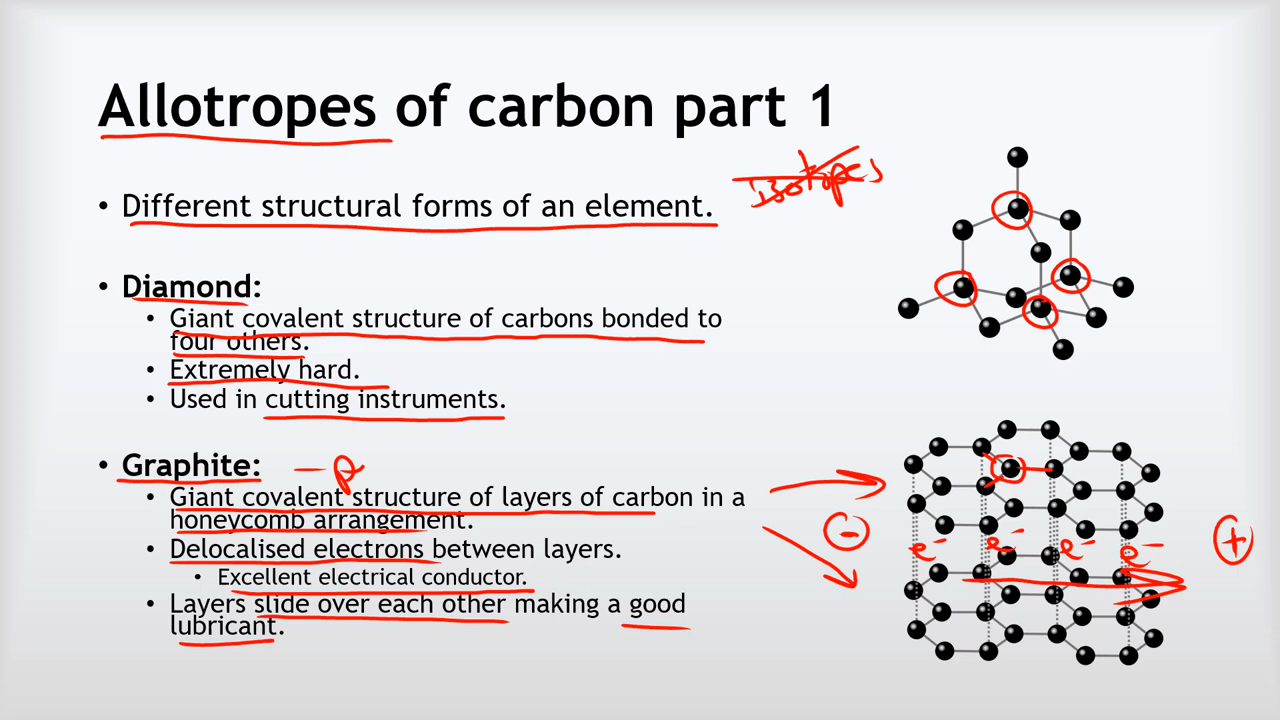 Allotropes of carbon part 1
isotopes
• Different structural forms of an element.
• Diamond:
• Giant covalent structure of carbons bonded to
four others.
• Extremely hard.
• Used in cutting instruments.
• Graphite:
• Giant covalent structure of layers of carbon in a
honeycomb arrangement.
• Delocalised electrons between layers.
• Excellent electrical conductor.
• Layers slide over each other making a good
lubricant.
-
e⁻ e⁻ e⁻ e⁻
+